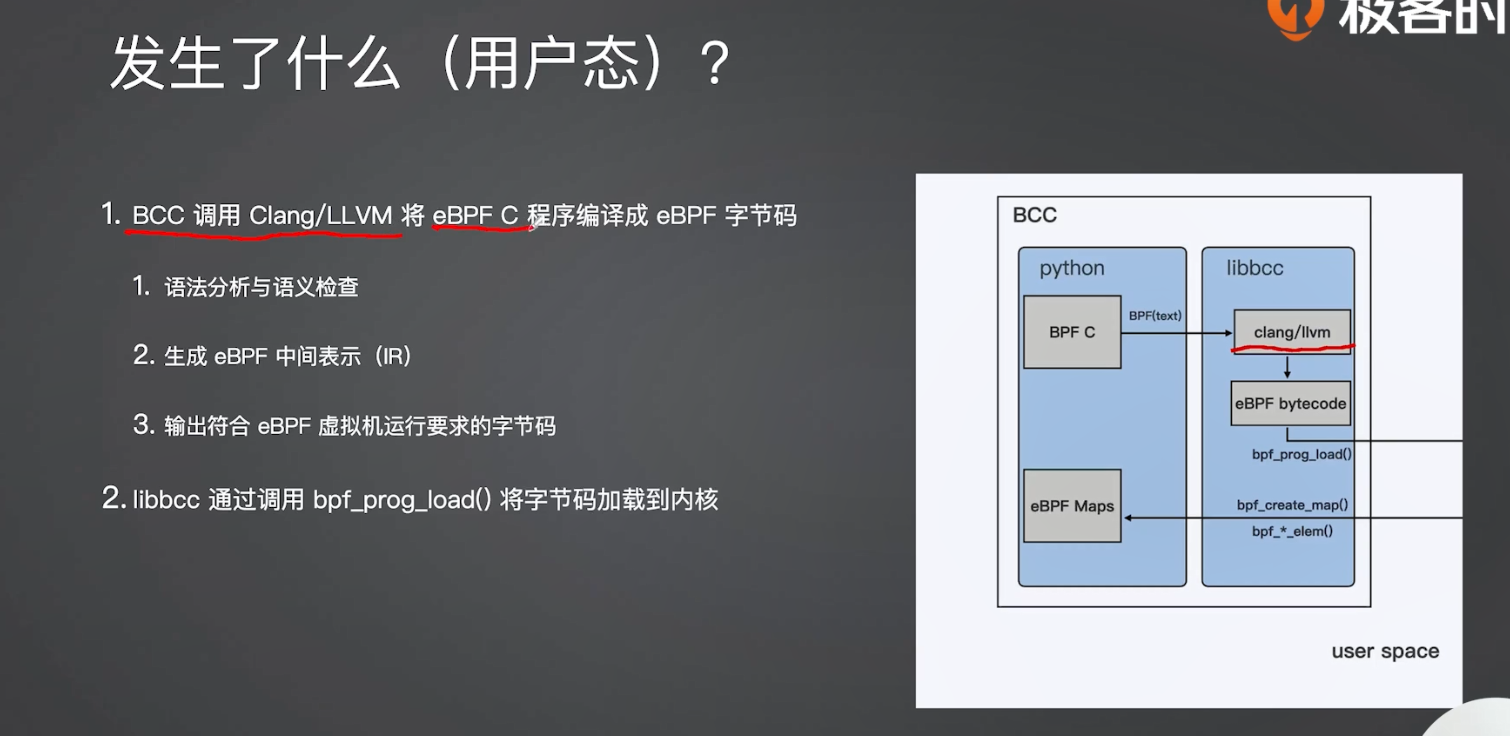 极客时
发生了什么（用户态）?
1. BCC 调用 Clang/LLVM 将 eBPF C 程序编译成 eBPF 字节码
1. 语法分析与语义检查
2. 生成 eBPF 中间表示（IR）
3. 输出符合 eBPF 虚拟机运行要求的字节码
2. libbcc 通过调用 bpf_prog_load() 将字节码加载到内核
BCC
python
libbcc
BPF C
BPF(text)
clang/llvm
eBPF bytecode
bpf_prog_load()
eBPF Maps
bpf_create_map()
bpf_*_elem()
user space